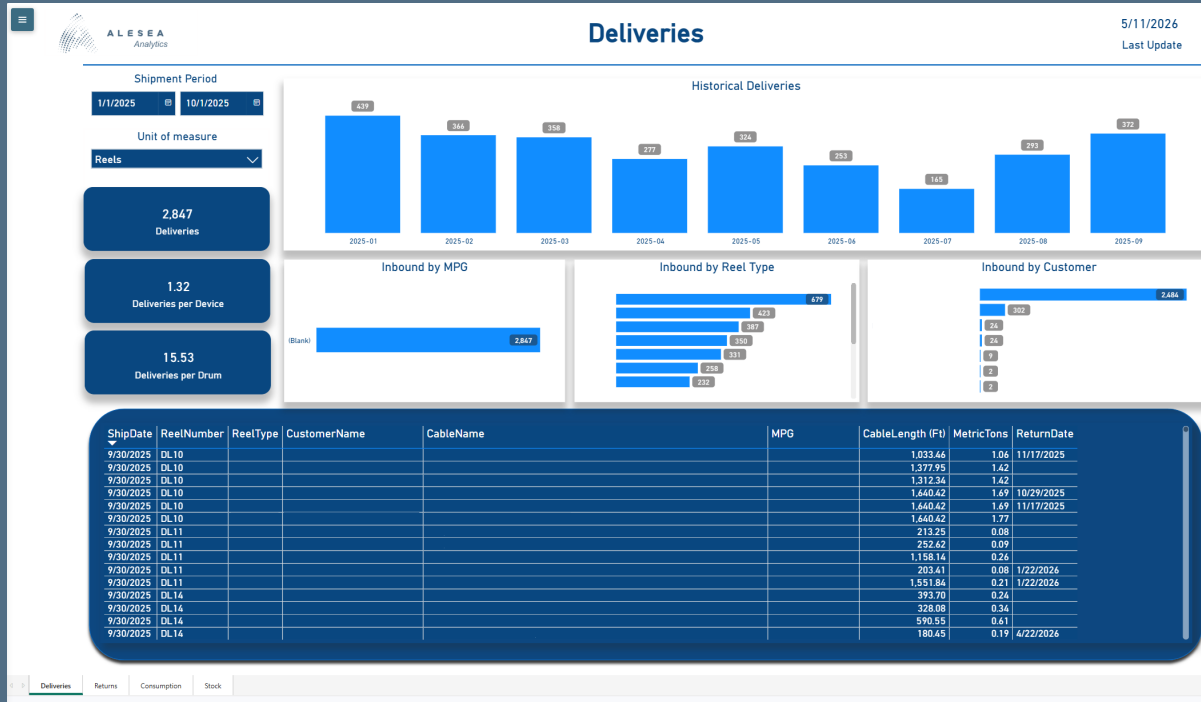 ALESEA
Analytics
Deliveries
5/11/2026
Last Update
Shipment Period
1/1/2025
10/1/2025
Unit of measure
Reels
2,847
Deliveries
1.32
Deliveries per Device
15.53
Deliveries per Drum
Historical Deliveries
439
366
358
277
324
253
165
293
372
2025-01
2025-02
2025-03
2025-04
2025-05
2025-06
2025-07
2025-08
2025-09
Inbound by MPG
(Blank)
2,847
Inbound by Reel Type
679
423
387
350
331
258
232
Inbound by Customer
2,484
302
24
24
9
2
2
ShipDate ReelNumber ReelType CustomerName CableName MPG CableLength (Ft) MetricTons ReturnDate
9/30/2025 DL10 1,033.46 1.06 11/17/2025
9/30/2025 DL10 1,377.95 1.42
9/30/2025 DL10 1,312.34 1.42
9/30/2025 DL10 1,640.42 1.69 10/29/2025
9/30/2025 DL10 1,640.42 1.69 11/17/2025
9/30/2025 DL10 1,640.42 1.77
9/30/2025 DL11 213.25 0.08
9/30/2025 DL11 252.62 0.09
9/30/2025 DL11 1,158.14 0.26
9/30/2025 DL11 203.41 0.08 1/22/2026
9/30/2025 DL11 1,551.84 0.21 1/22/2026
9/30/2025 DL14 393.70 0.24
9/30/2025 DL14 328.08 0.34
9/30/2025 DL14 590.55 0.61
9/30/2025 DL14 180.45 0.19 4/22/2026
Deliveries Returns Consumption Stock